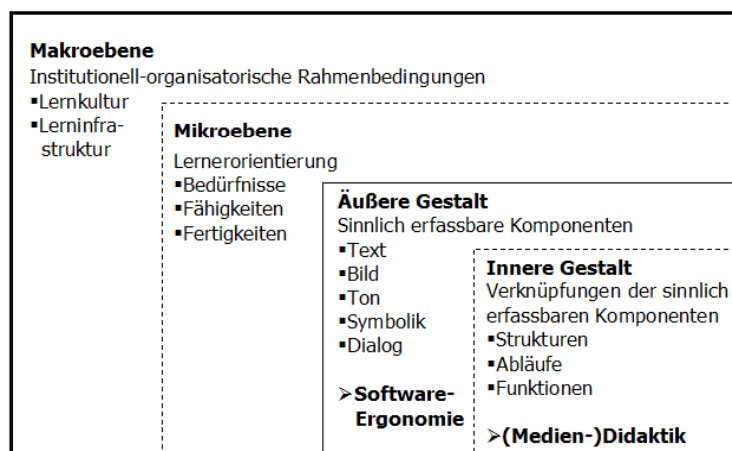 Makroebene
Institutionell-organisatorische Rahmenbedingungen
▪Lernkultur
▪Lerninfra-
struktur
Mikroebene
Lernerorientierung
▪Bedürfnisse
▪Fähigkeiten
▪Fertigkeiten
Äußere Gestalt
Sinnlich erfassbare Komponenten
▪Text
▪Bild
▪Ton
▪Symbolik
▪Dialog
➢Software-
Ergonomie
Innere Gestalt
Verknüpfungen der sinnlich
erfassbaren Komponenten
▪Strukturen
▪Abläufe
▪Funktionen
➢(Medien-)Didaktik